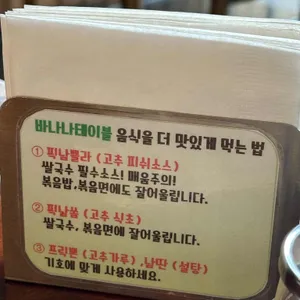 바나나테이블 음식을 더 맛있게 먹는 법
① 픽남쁠라 (고추 피쉬소스)
쌀국수 필수소스! 매움주의!
볶음밥,볶음면에도 잘어울립니다.
② 픽남쏨 (고추 식초)
쌀국수, 볶음면에 잘어울립니다.
③ 프릭뽄 (고추가루) ,남딴 (설탕)
기호에 맞게 사용하세요.